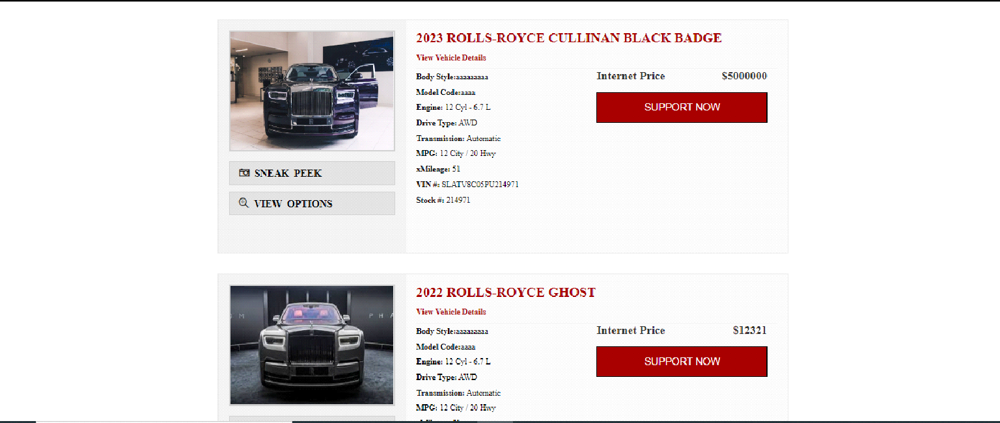 2023 ROLLS-ROYCE CULLINAN BLACK BADGE
View Vehicle Details
Body Style:aaaaaaaaa
Model Code:aaaa
Engine: 12 Cyl - 6.7 L
Drive Type: AWD
Transmission: Automatic
MPG: 12 City / 20 Hwy
xMileage: 51
VIN #: SLATV8C05PU214971
Stock #: 214971
Internet Price $5000000
SUPPORT NOW
SNEAK PEEK
VIEW OPTIONS
2022 ROLLS-ROYCE GHOST
View Vehicle Details
Body Style:aaaaaaaaa
Model Code:aaaa
Engine: 12 Cyl - 6.7 L
Drive Type: AWD
Transmission: Automatic
MPG: 12 City / 20 Hwy
Internet Price $12321
SUPPORT NOW